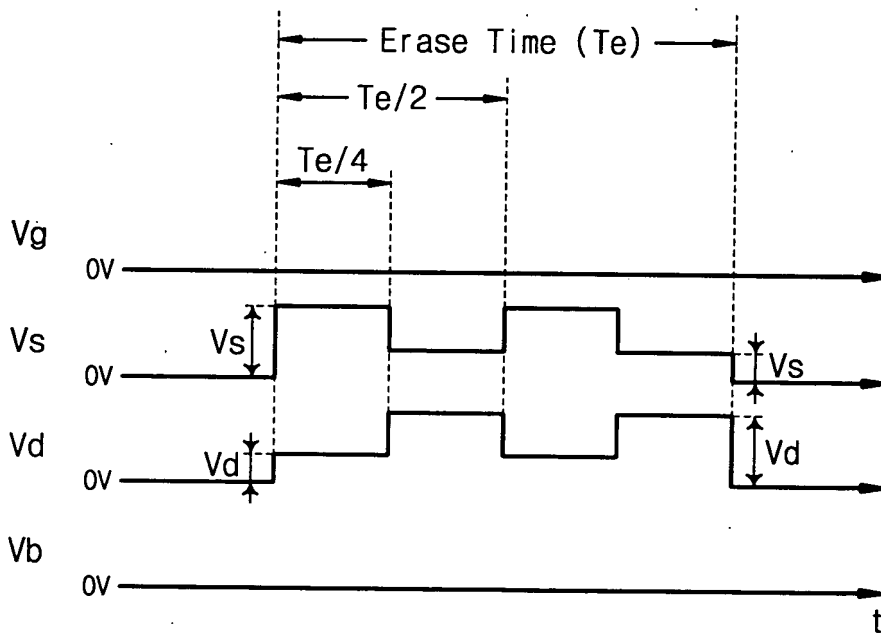 Erase Time (Te)
Te/2
Te/4
Vg
0V
Vs
Vs
0V
Vs
Vd
Vd
0V
Vd
Vb
0V
t